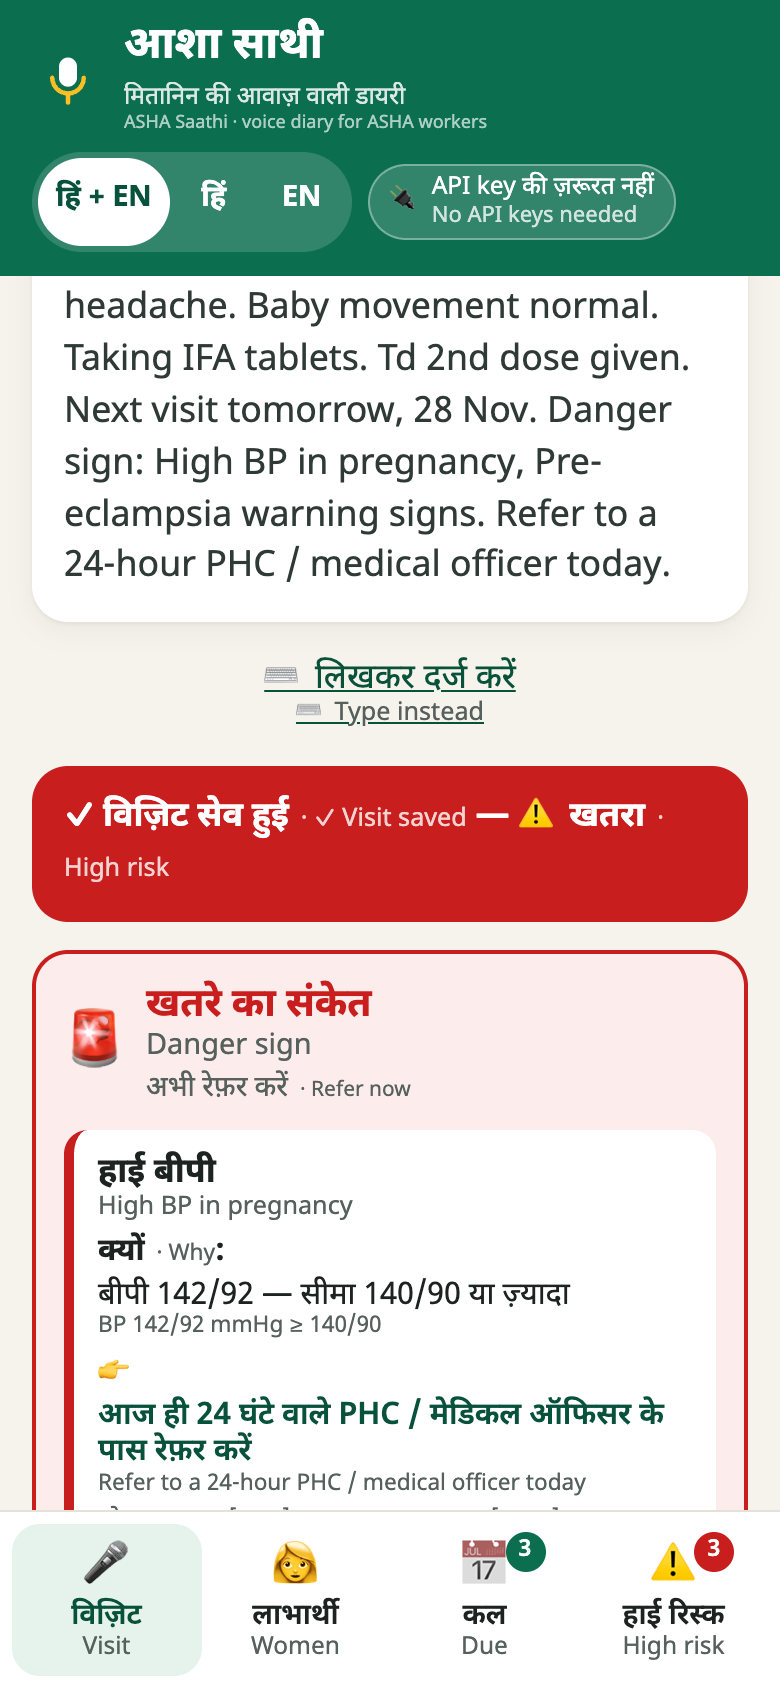 आशा साथी
मितानिन की आवाज़ वाली डायरी
ASHA Saathi · voice diary for ASHA workers
हिं + EN हिं EN
API key की ज़रूरत नहीं
No API keys needed
headache. Baby movement normal.
Taking IFA tablets. Td 2nd dose given.
Next visit tomorrow, 28 Nov. Danger
sign: High BP in pregnancy, Pre-
eclampsia warning signs. Refer to a
24-hour PHC / medical officer today.
लिखकर दर्ज करें
Type instead
✓ विज़िट सेव हुई · ✓ Visit saved — ⚠️ खतरा ·
High risk
खतरे का संकेत
Danger sign
अभी रेफ़र करें · Refer now
हाई बीपी
High BP in pregnancy
क्यों · Why:
बीपी 142/92 — सीमा 140/90 या ज़्यादा
BP 142/92 mmHg ≥ 140/90
👉
आज ही 24 घंटे वाले PHC / मेडिकल ऑफिसर के
पास रेफ़र करें
Refer to a 24-hour PHC / medical officer today
JUL 17 3 3
विज़िट लाभार्थी कल हाई रिस्क
Visit Women Due High risk